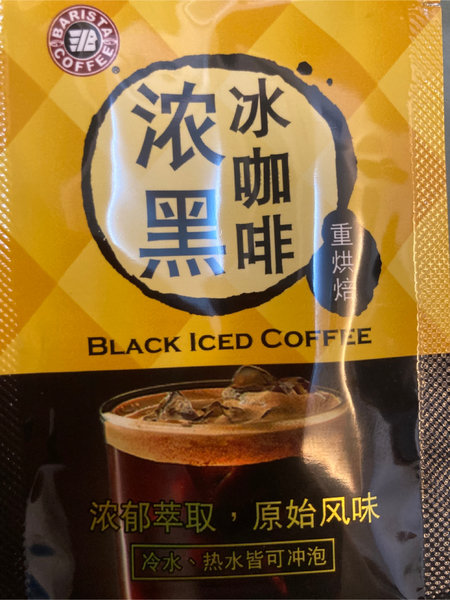 BARISTA
COFFEE
浓黑
冰咖啡
重烘焙
BLACK ICED COFFEE
浓郁萃取，原始风味
冷水、热水皆可冲泡